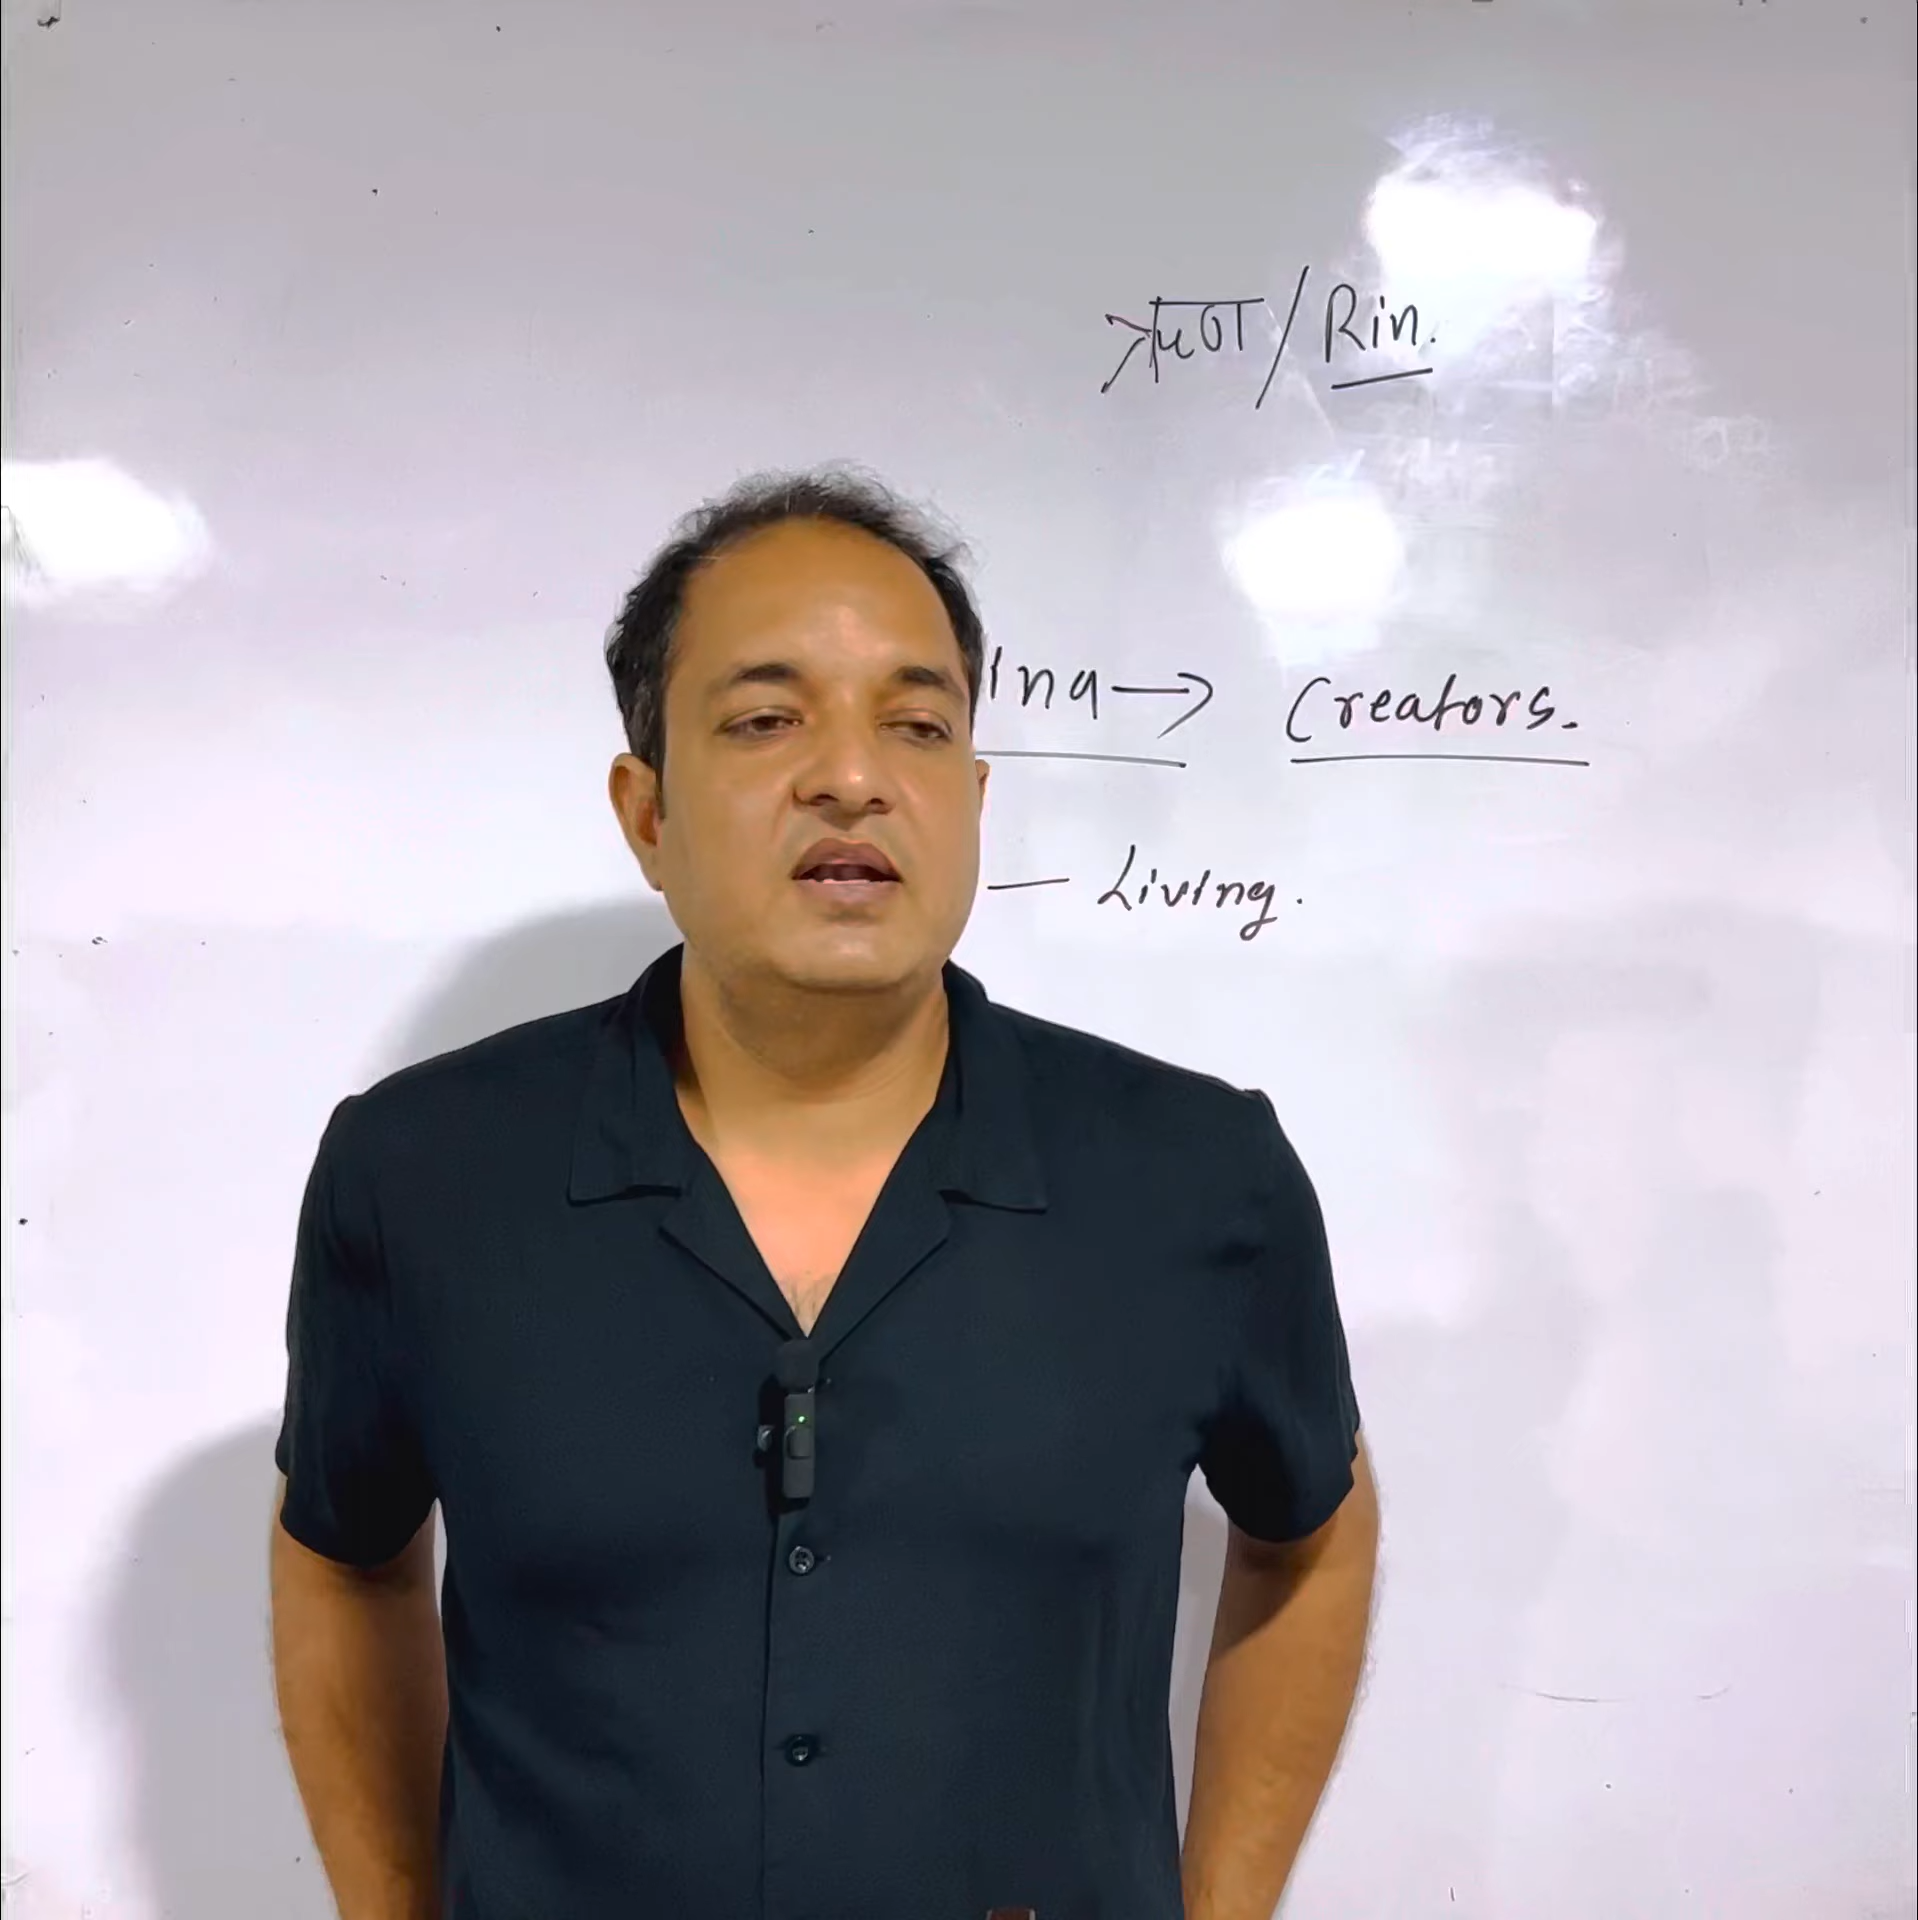 ऋण / Rin.
ing → Creators.
— Living.